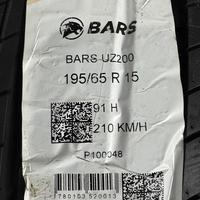 BARS
BARS UZ200
195/65 R 15
91 H
210 KM/H
P100048